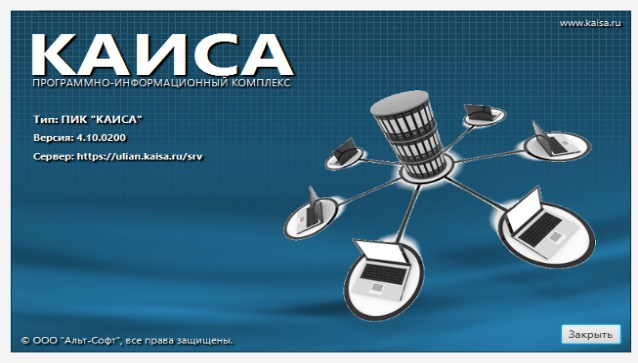 www.kaisa.ru
КАИСА
ПРОГРАММНО-ИНФОРМАЦИОННЫЙ КОМПЛЕКС
Тип: ПИК "КАИСА"
Версия: 4.10.0200
Сервер: https://ulian.kaisa.ru/srv
© ООО "Альт-Софт", все права защищены.
Закрыть